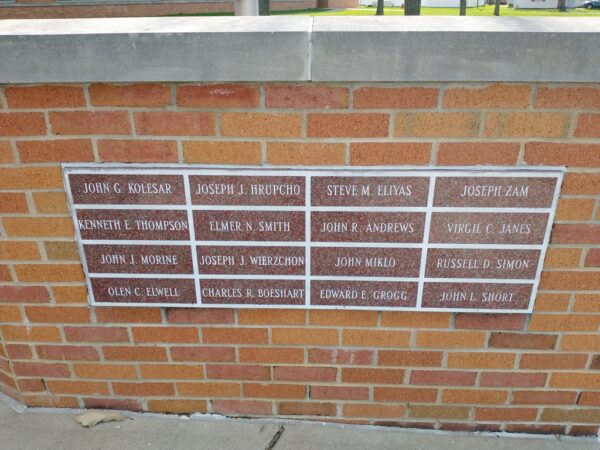 JOHN G. KOLESAR JOSEPH J. HRUPCHO STEVE M. ELIYAS JOSEPH ZAM
KENNETH E. THOMPSON ELMER N. SMITH JOHN R. ANDREWS VIRGIL C. JANES
JOHN J. MORINE JOSEPH J. WIERZCHON JOHN MIKLO RUSSELL D. SIMON
OLEN C. ELWELL CHARLES R. BOESHART EDWARD E. GROGG JOHN L. SHORT